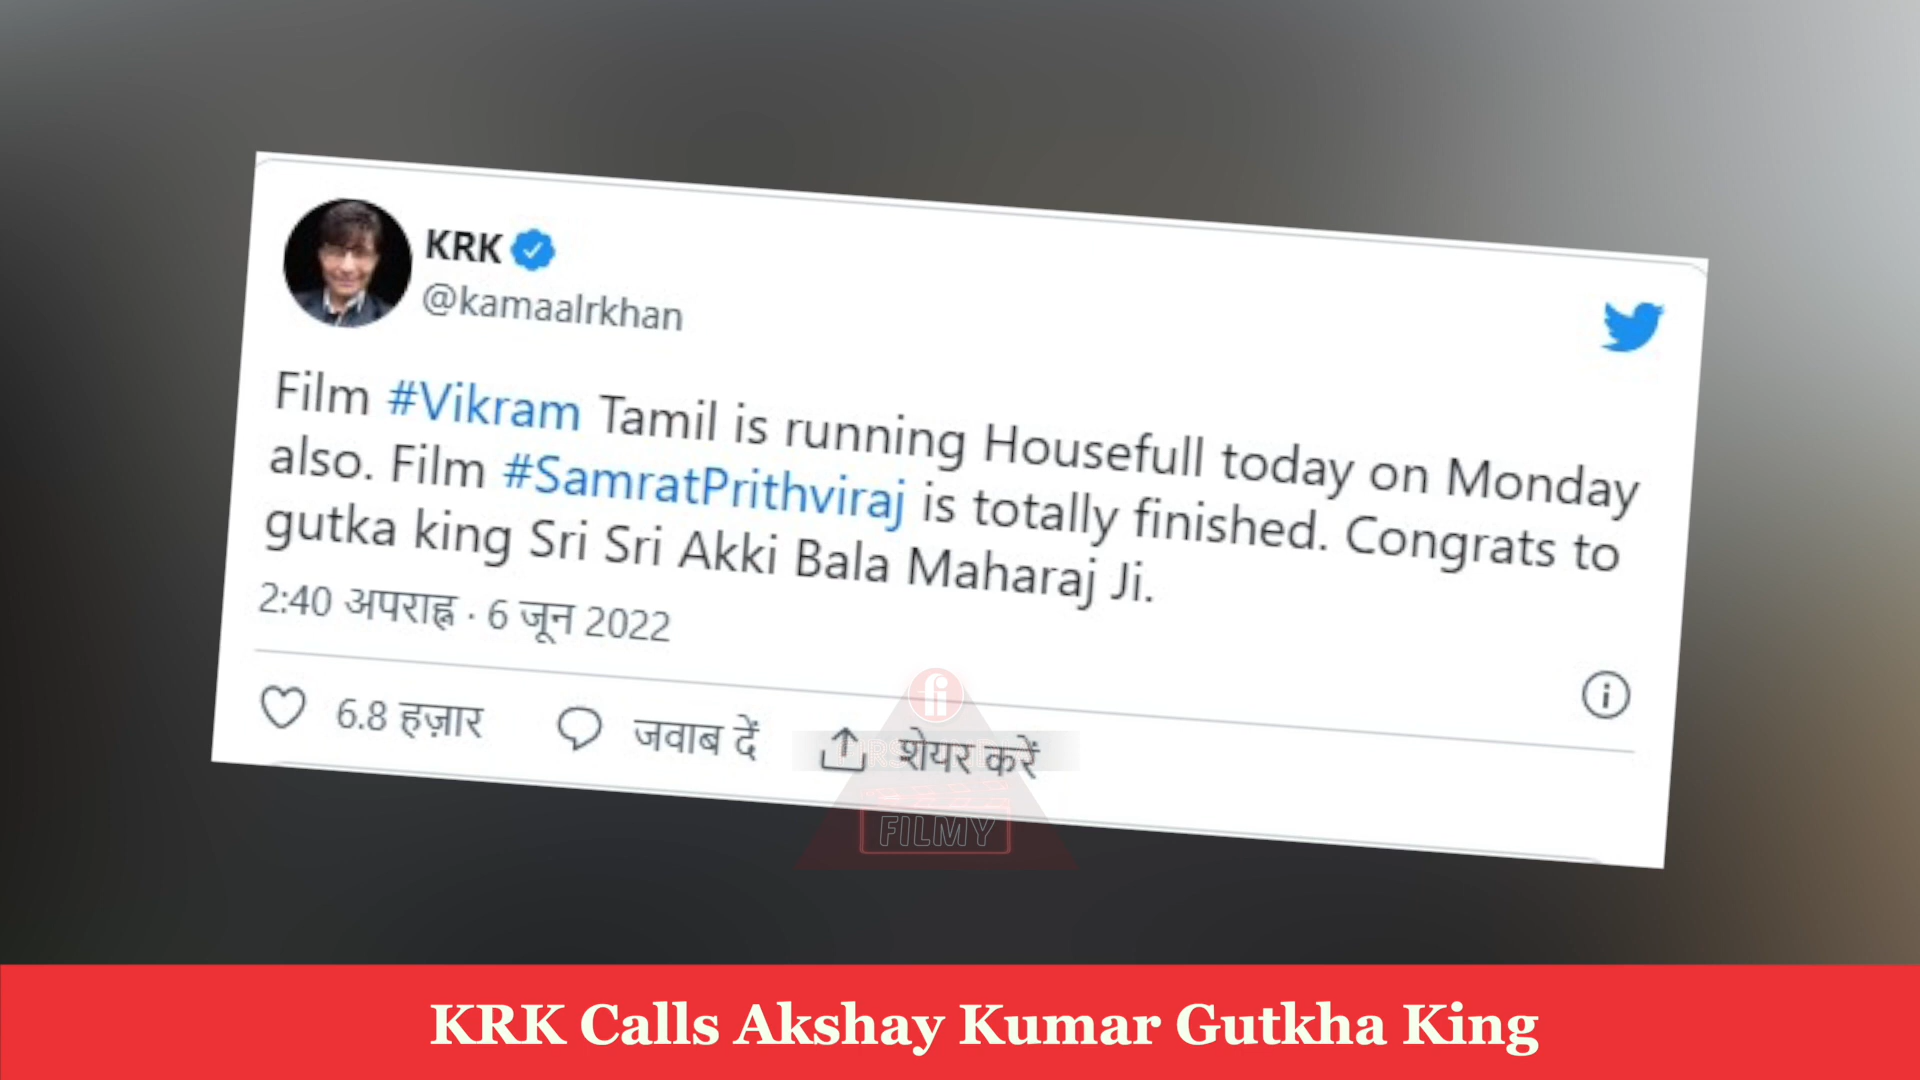 KRK
@kamaalrkhan
Film #Vikram Tamil is running Housefull today on Monday
also. Film #SamratPrithviraj is totally finished. Congrats to
gutka king Sri Sri Akki Bala Maharaj Ji.
2:40 अपराह्न · 6 जून 2022
6.8 हज़ार जवाब दें शेयर करें
fi
FILMY
KRK Calls Akshay Kumar Gutkha King